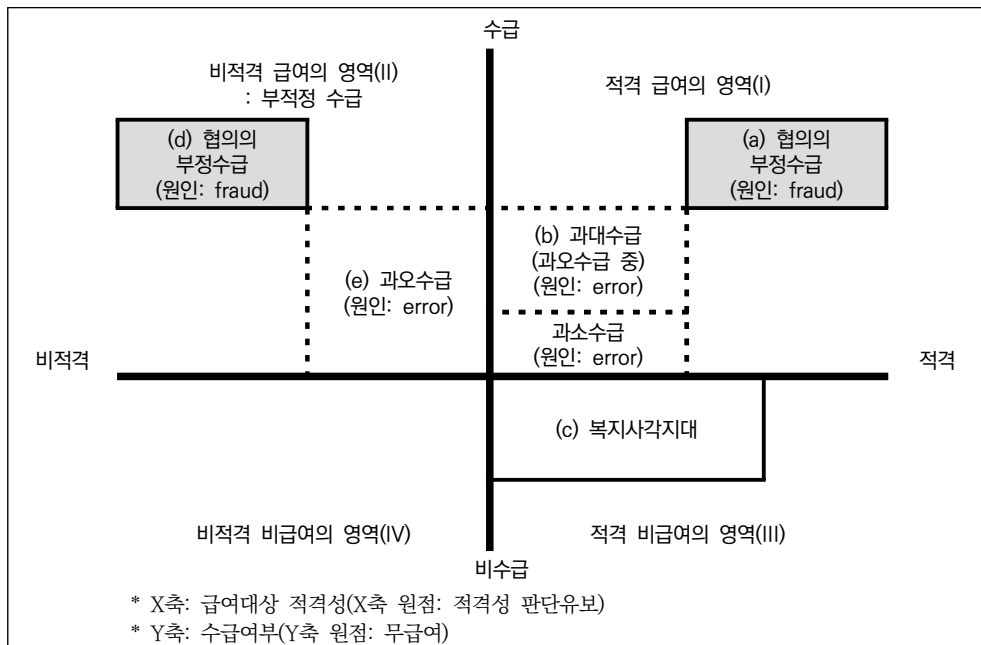 수급
비적격 급여의 영역(II)
: 부적정 수급
적격 급여의 영역(I)
(d) 협의의
부정수급
(원인: fraud)
(a) 협의의
부정수급
(원인: fraud)
(b) 과대수급
(과오수급 중)
(원인: error)
(e) 과오수급
(원인: error)
과소수급
(원인: error)
비적격
적격
(c) 복지사각지대
비적격 비급여의 영역(IV)
적격 비급여의 영역(III)
비수급
* X축: 급여대상 적격성(X축 원점: 적격성 판단유보)
* Y축: 수급여부(Y축 원점: 무급여)